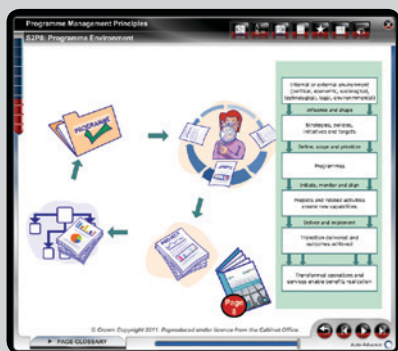 Programme Management Principles
S2P8: Programme Environment
PROGRAMME
PROJECT
Page
8
Internal or external environment
(political, economic, sociological,
technological, legal, environmental)
Influence and shape
Strategies, policies,
initiatives and targets
Define, scope and prioritise
Programmes
Initiate, monitor and align
Projects and related activities
create new capabilities
Deliver and implement
Transition delivered and
outcomes achieved
Transformed operations and
services enable benefits realization
© Crown Copyright 2011. Reproduced under licence from the Cabinet Office
PAGE GLOSSARY
Auto-Advance